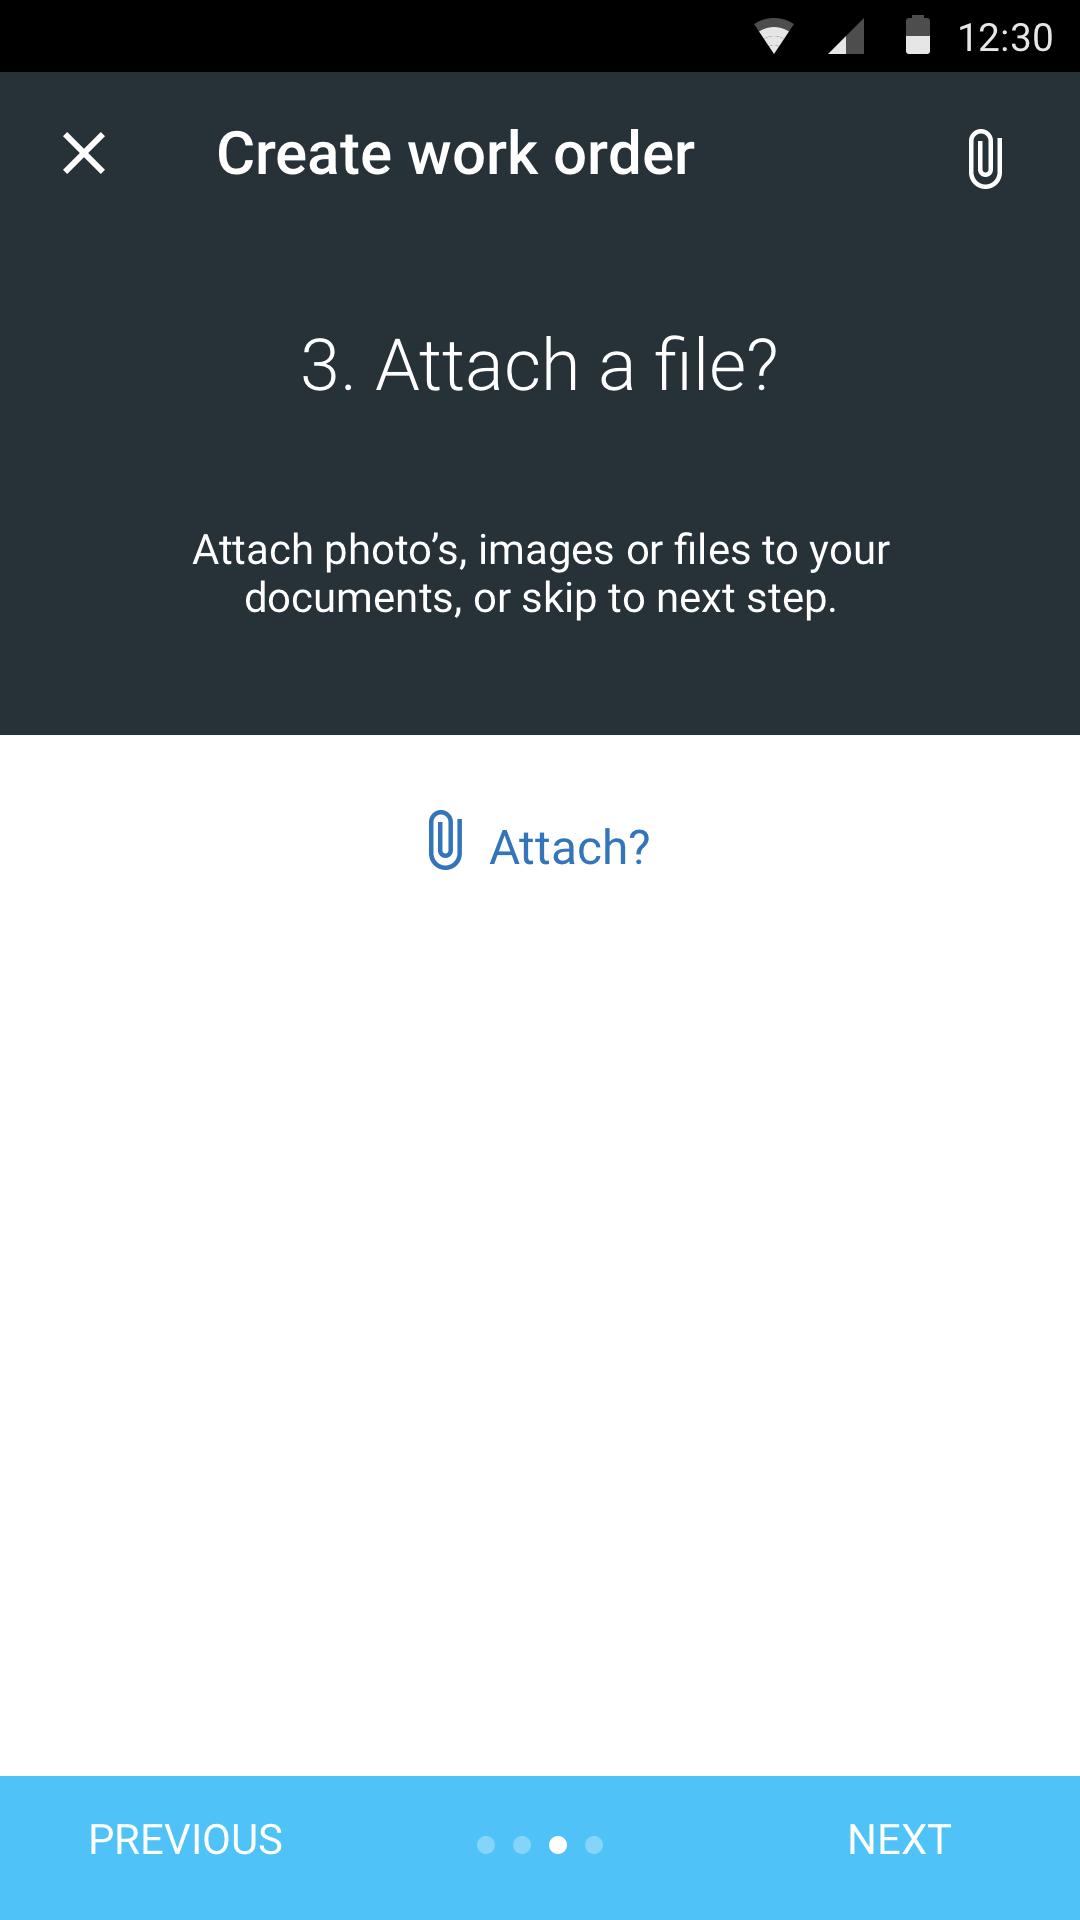 12:30
Create work order
3. Attach a file?
Attach photo’s, images or files to your
documents, or skip to next step.
Attach?
PREVIOUS
NEXT